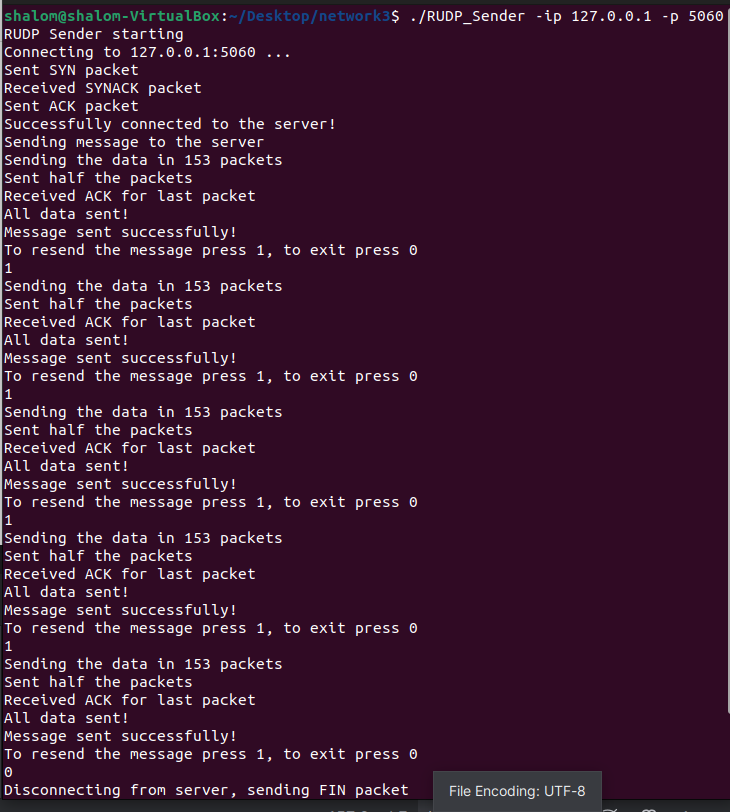 shalom@shalom-VirtualBox:~/Desktop/network3$ ./RUDP_Sender -ip 127.0.0.1 -p 5060
RUDP Sender starting
Connecting to 127.0.0.1:5060 ...
Sent SYN packet
Received SYNACK packet
Sent ACK packet
Successfully connected to the server!
Sending message to the server
Sending the data in 153 packets
Sent half the packets
Received ACK for last packet
All data sent!
Message sent successfully!
To resend the message press 1, to exit press 0
1
Sending the data in 153 packets
Sent half the packets
Received ACK for last packet
All data sent!
Message sent successfully!
To resend the message press 1, to exit press 0
1
Sending the data in 153 packets
Sent half the packets
Received ACK for last packet
All data sent!
Message sent successfully!
To resend the message press 1, to exit press 0
1
Sending the data in 153 packets
Sent half the packets
Received ACK for last packet
All data sent!
Message sent successfully!
To resend the message press 1, to exit press 0
1
Sending the data in 153 packets
Sent half the packets
Received ACK for last packet
All data sent!
Message sent successfully!
To resend the message press 1, to exit press 0
0
Disconnecting from server, sending FIN packet
File Encoding: UTF-8